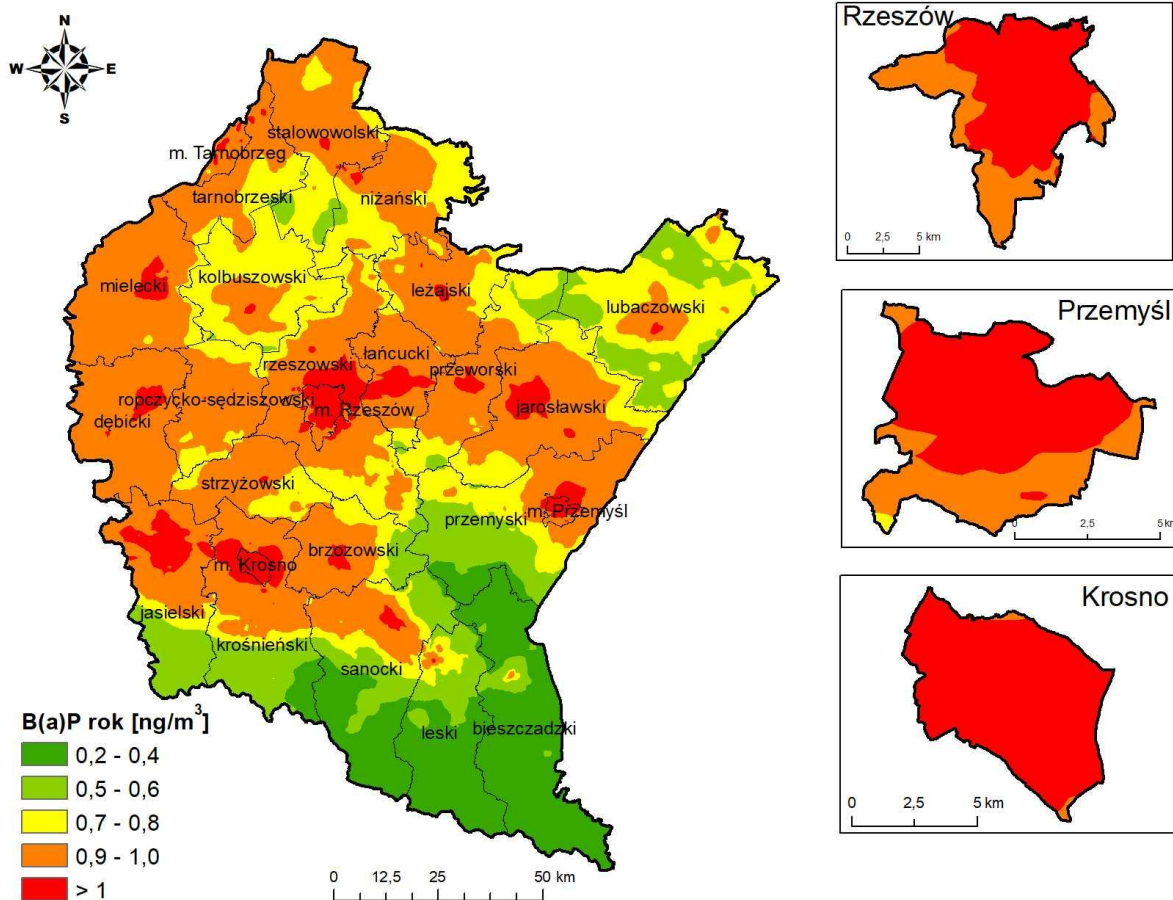 N
W E
S
stalowowolski
m. Tarnobrzeg
tarnobrzeski
niżański
mielecki
kolbuszowski
leżajski
lubaczowski
łańcucki
rzeszowski
przeworski
ropczycko-sędziszowski
m. Rzeszów
jarosławski
dębicki
strzyżowski
przemyski
m. Przemyśl
brzozowski
m. Krosno
jasielski
krośnieński
sanocki
leski
bieszczadzki
B(a)P rok [ng/m³]
0,2 - 0,4
0,5 - 0,6
0,7 - 0,8
0,9 - 1,0
> 1
0 12,5 25 50 km
Rzeszów
0 2,5 5 km
Przemyśl
0 2,5 5 km
Krosno
0 2,5 5 km